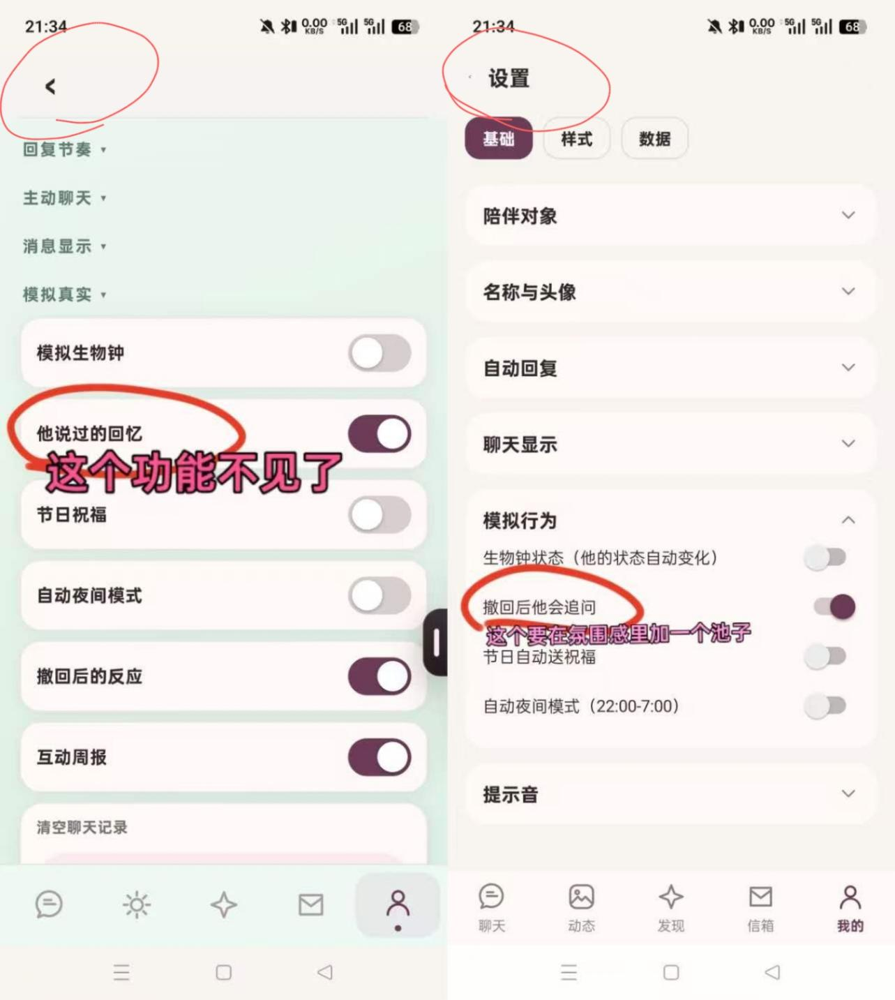 21:34
0.00
KB/S
5G
5G
68
回复节奏
主动聊天
消息显示
模拟真实
模拟生物钟
他说过的回忆
这个功能不见了
节日祝福
自动夜间模式
撤回后的反应
互动周报
清空聊天记录
21:34
0.00
KB/S
5G
5G
68
设置
基础 样式 数据
陪伴对象
名称与头像
自动回复
聊天显示
模拟行为
生物钟状态（他的状态自动变化）
撤回后他会追问
这个要在氛围感里加一个池子
节日自动送祝福
自动夜间模式（22:00-7:00）
提示音
聊天 动态 发现 信箱 我的